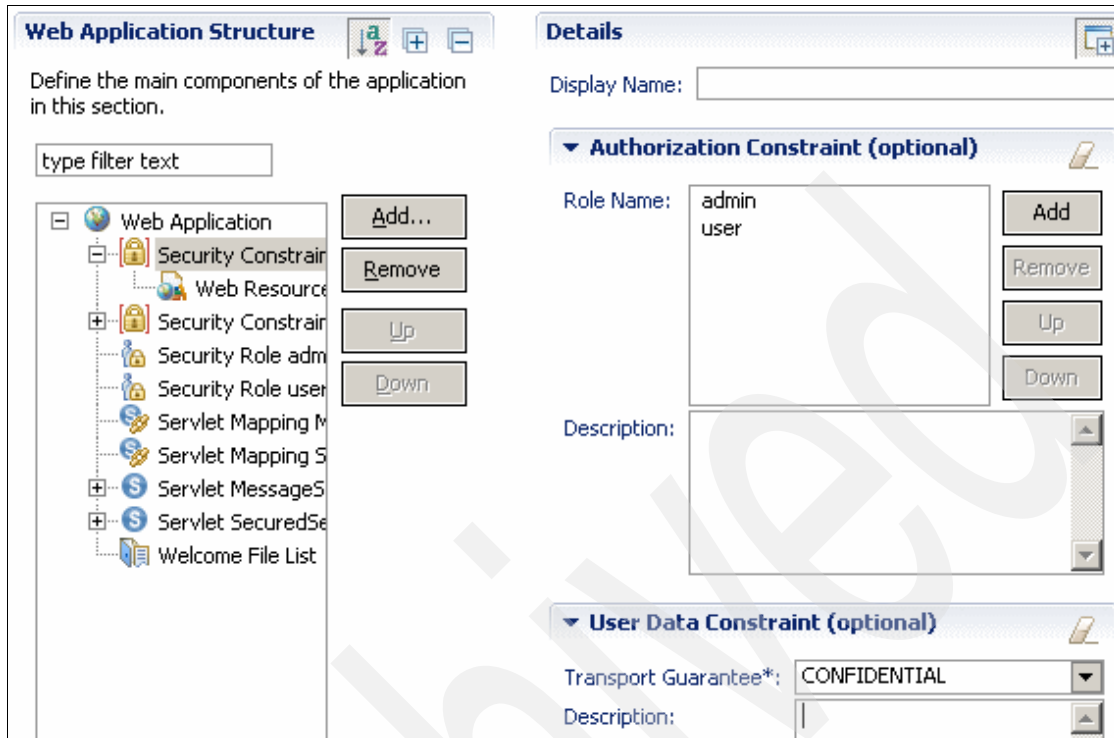 Web Application Structure
Define the main components of the application
in this section.
type filter text
Web Application
Security Constrain
Web Resource
Security Constrain
Security Role adm
Security Role user
Servlet Mapping M
Servlet Mapping S
Servlet MessageS
Servlet SecuredSe
Welcome File List
Add...
Remove
Up
Down
Details
Display Name:
Authorization Constraint (optional)
Role Name:
admin
user
Add
Remove
Up
Down
Description:
User Data Constraint (optional)
Transport Guarantee*: CONFIDENTIAL
Description: